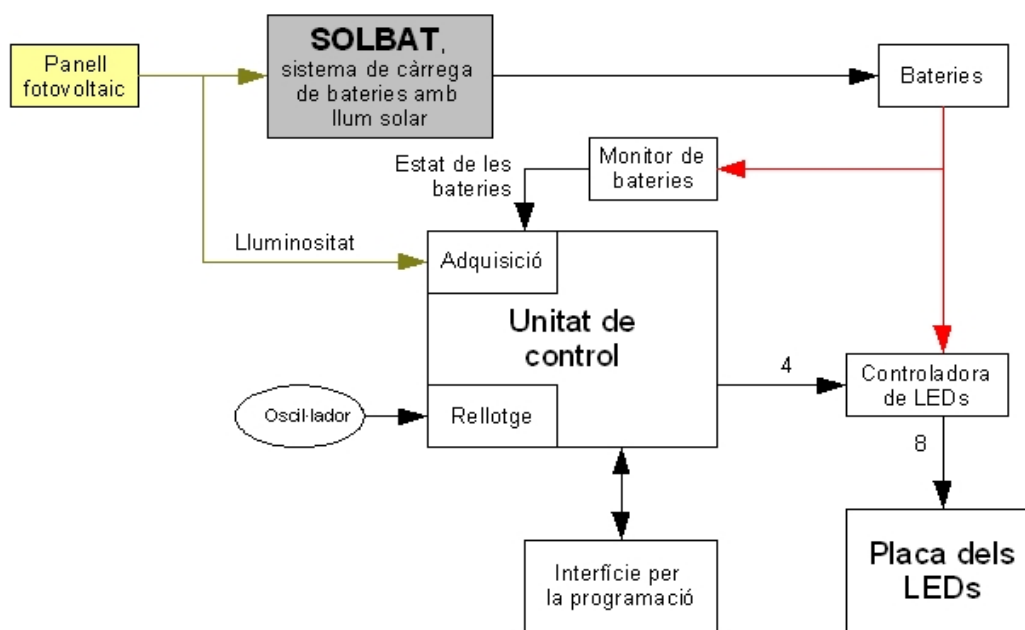 Panell
fotovoltaic
SOLBAT,
sistema de càrrega
de bateries amb
llum solar
Bateries
Monitor de
bateries
Estat de les
bateries
Lluminositat
Adquisició
Unitat de
control
4
Controladora
de LEDs
Oscil·lador
Rellotge
8
Interfície per
la programació
Placa dels
LEDs